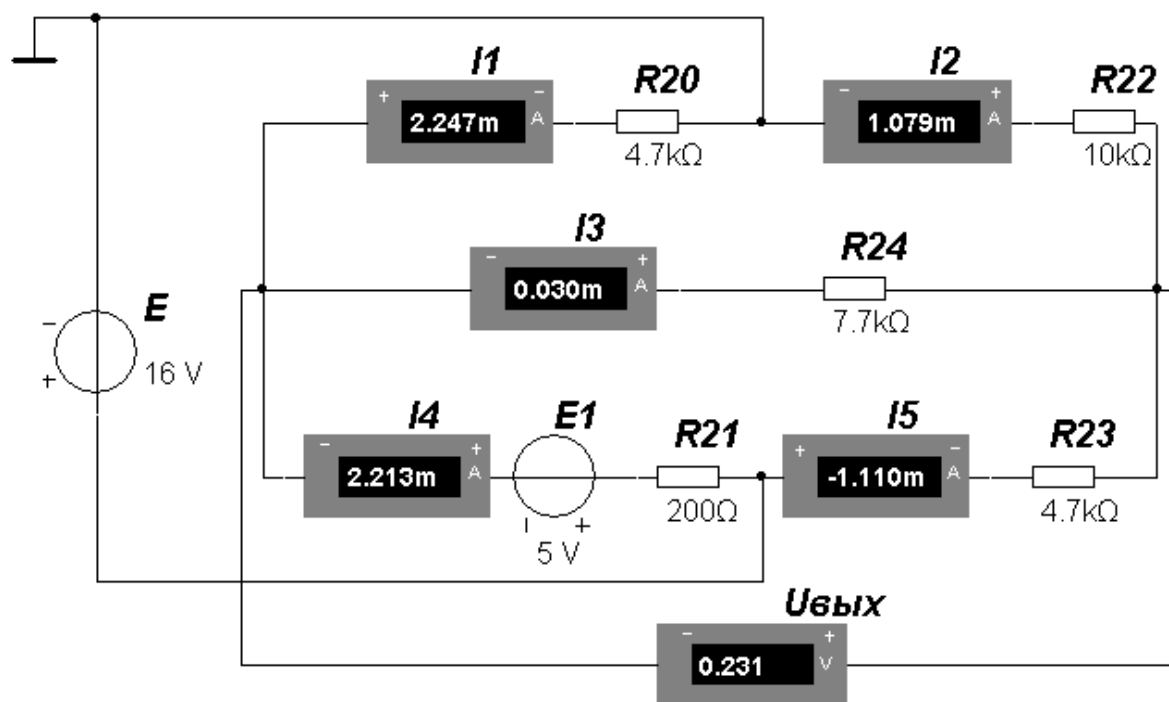 I1
R20
I2
R22
+
−
−
+
2.247m
A
1.079m
A
4.7kΩ
10kΩ
I3
R24
−
+
0.030m
A
7.7kΩ
E
−
+
16 V
I4
E1
R21
I5
R23
−
+
+
−
2.213m
A
-1.110m
A
200Ω
4.7kΩ
−
+
5 V
Uвых
−
+
0.231
V